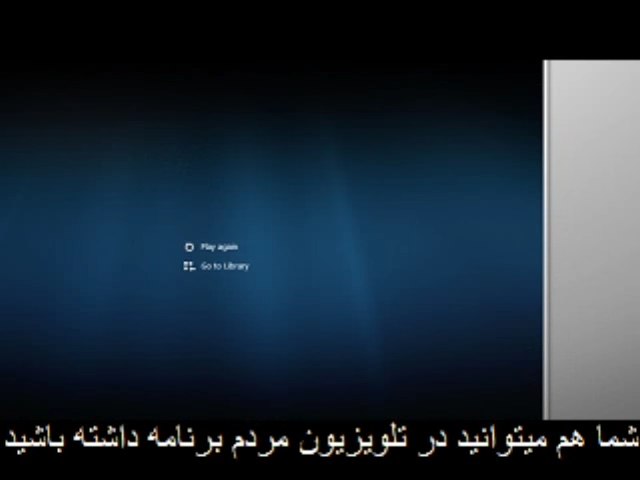 Play again
Go to Library
شما هم میتوانید در تلویزیون مردم برنامه داشته باشید